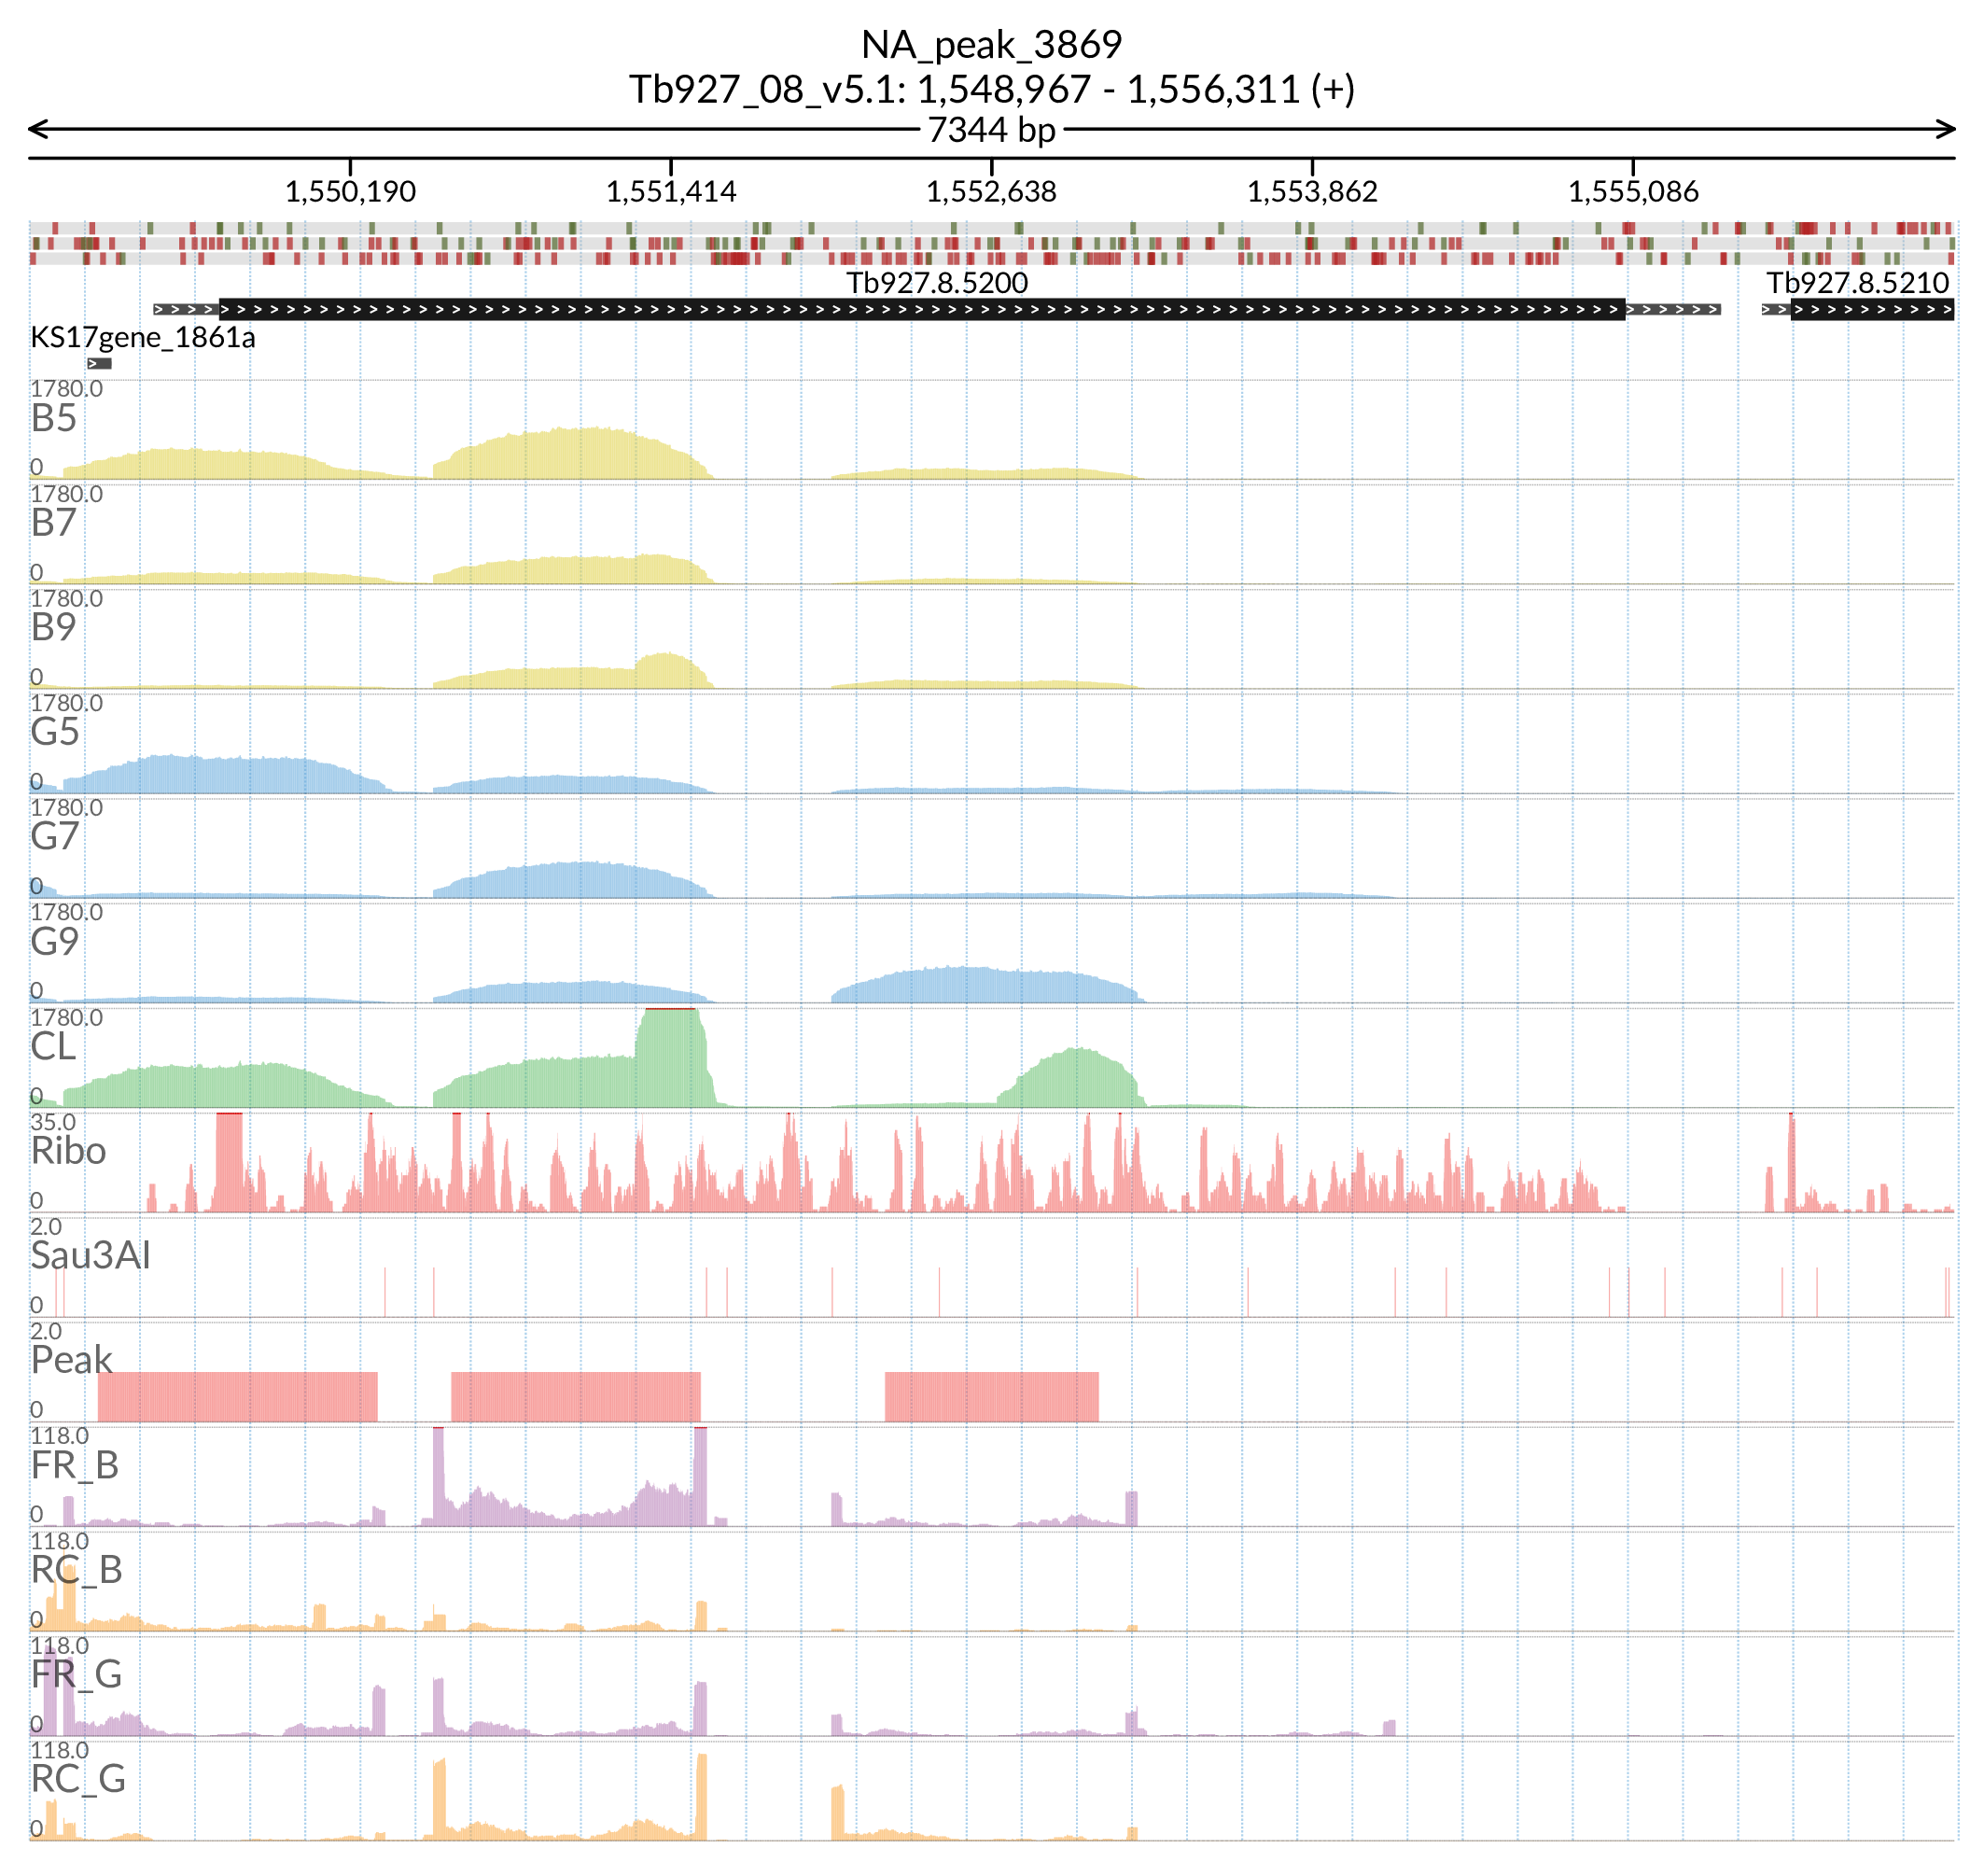 NA_peak_3869
Tb927_08_v5.1: 1,548,967 - 1,556,311 (+)
7344 bp
1,550,190 1,551,414 1,552,638 1,553,862 1,555,086
Tb927.8.5200 Tb927.8.5210
KS17gene_1861a
1780.0
B5
0
1780.0
B7
0
1780.0
B9
0
1780.0
G5
0
1780.0
G7
0
1780.0
G9
0
1780.0
CL
0
35.0
Ribo
0
2.0
Sau3AI
0
2.0
Peak
0
118.0
FR_B
0
118.0
RC_B
0
118.0
FR_G
0
118.0
RC_G
0